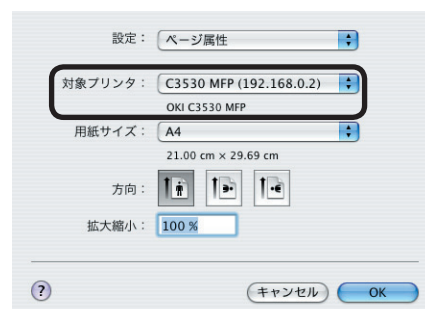 設定： ページ属性
対象プリンタ： C3530 MFP (192.168.0.2)
OKI C3530 MFP
用紙サイズ： A4
21.00 cm × 29.69 cm
方向：
拡大縮小： 100 %
? キャンセル OK